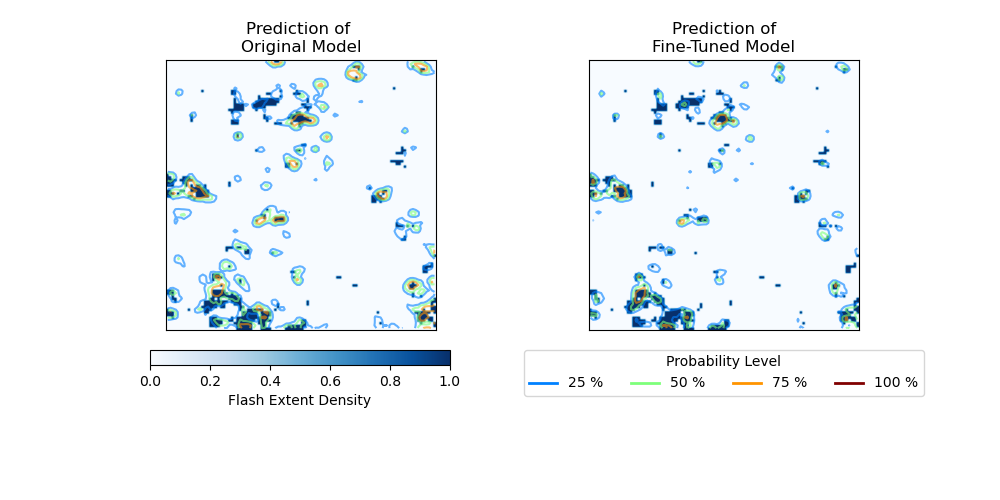 Prediction of
Original Model
Prediction of
Fine-Tuned Model
0.0 0.2 0.4 0.6 0.8 1.0
Flash Extent Density
Probability Level
25 % 50 % 75 % 100 %